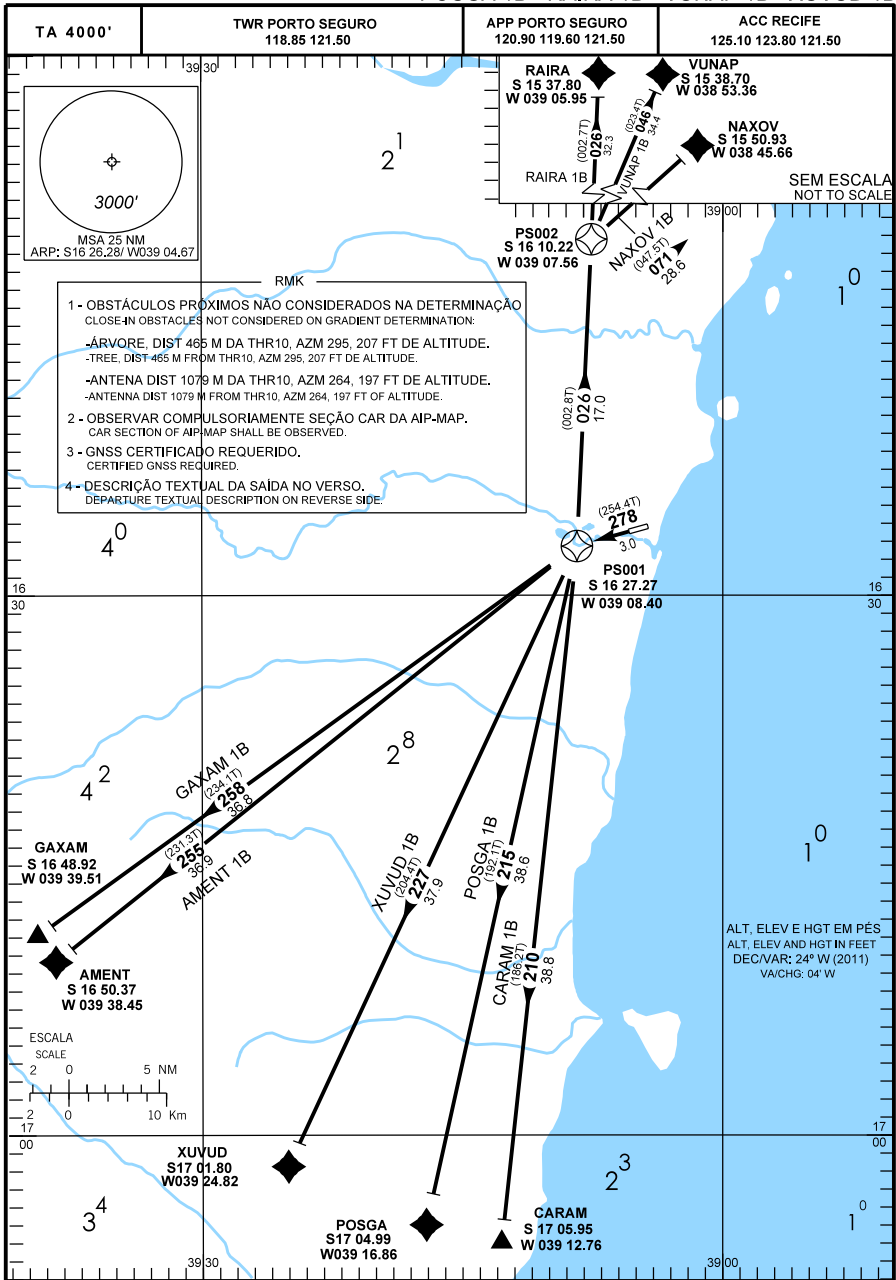 TA 4000'
TWR PORTO SEGURO
118.85 121.50
APP PORTO SEGURO
120.90 119.60 121.50
ACC RECIFE
125.10 123.80 121.50
39 30
3000'
MSA 25 NM
ARP: S16 26.28/ W039 04.67
2 1
RAIRA
S 15 37.80
W 039 05.95
VUNAP
S 15 38.70
W 038 53.36
NAXOV
S 15 50.93
W 038 45.66
(002.7T)
026
32.3
RAIRA 1B
(023.4T)
046
34.4
VUNAP 1B
SEM ESCALA
NOT TO SCALE
39 00
NAXOV 1B
(047.5T)
071
28.6
PS002
S 16 10.22
W 039 07.56
1 0
RMK
1 - OBSTÁCULOS PRÓXIMOS NÃO CONSIDERADOS NA DETERMINAÇÃO
CLOSE-IN OBSTACLES NOT CONSIDERED ON GRADIENT DETERMINATION:
-ÁRVORE, DIST 465 M DA THR10, AZM 295, 207 FT DE ALTITUDE.
-TREE, DIST 465 M FROM THR10, AZM 295, 207 FT DE ALTITUDE.
-ANTENA DIST 1079 M DA THR10, AZM 264, 197 FT DE ALTITUDE.
-ANTENNA DIST 1079 M FROM THR10, AZM 264, 197 FT OF ALTITUDE.
2 - OBSERVAR COMPULSORIAMENTE SEÇÃO CAR DA AIP-MAP.
CAR SECTION OF AIP-MAP SHALL BE OBSERVED.
3 - GNSS CERTIFICADO REQUERIDO.
CERTIFIED GNSS REQUIRED.
4 - DESCRIÇÃO TEXTUAL DA SAÍDA NO VERSO.
DEPARTURE TEXTUAL DESCRIPTION ON REVERSE SIDE.
(002.8T)
026
17.0
4 0
(254.4T)
278
3.0
PS001
S 16 27.27
W 039 08.40
16
30
16
30
2 8
4 2
GAXAM 1B
(234.1T)
258
36.8
(231.3T)
255
36.9
AMENT 1B
XUVUD 1B
(204.4T)
227
37.9
POSGA 1B
(192.1T)
215
38.6
CARAM 1B
(186.2T)
210
38.8
1 0
GAXAM
S 16 48.92
W 039 39.51
AMENT
S 16 50.37
W 039 38.45
ALT, ELEV E HGT EM PÉS
ALT, ELEV AND HGT IN FEET
DEC/VAR: 24º W (2011)
VA/CHG: 04' W
ESCALA
SCALE
2 0 5 NM
2 0 10 Km
17
00
17
00
XUVUD
S17 01.80
W039 24.82
POSGA
S17 04.99
W039 16.86
CARAM
S 17 05.95
W 039 12.76
2 3
3 4
1 0
39 30
39 00